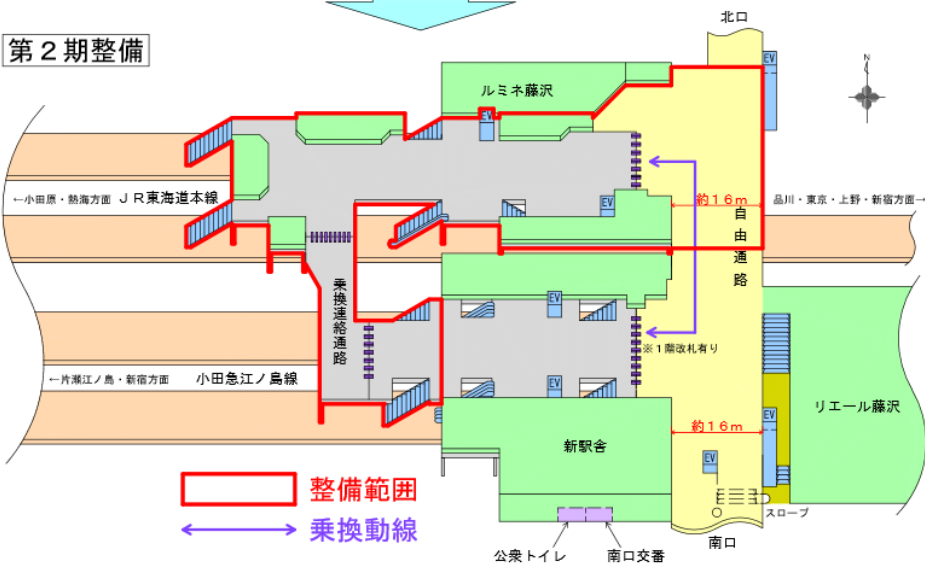 第２期整備
北口
EV
N
ルミネ藤沢
EV
←小田原・熱海方面
ＪＲ東海道本線
EV
約１６ｍ
品川・東京・上野・新宿方面→
自由通路
乗換連絡通路
EV
※１階改札有り
←片瀬江ノ島・新宿方面
小田急江ノ島線
EV
リエール藤沢
EV
約１６ｍ
新駅舎
EV
整備範囲
スロープ
乗換動線
公衆トイレ
南口交番
南口